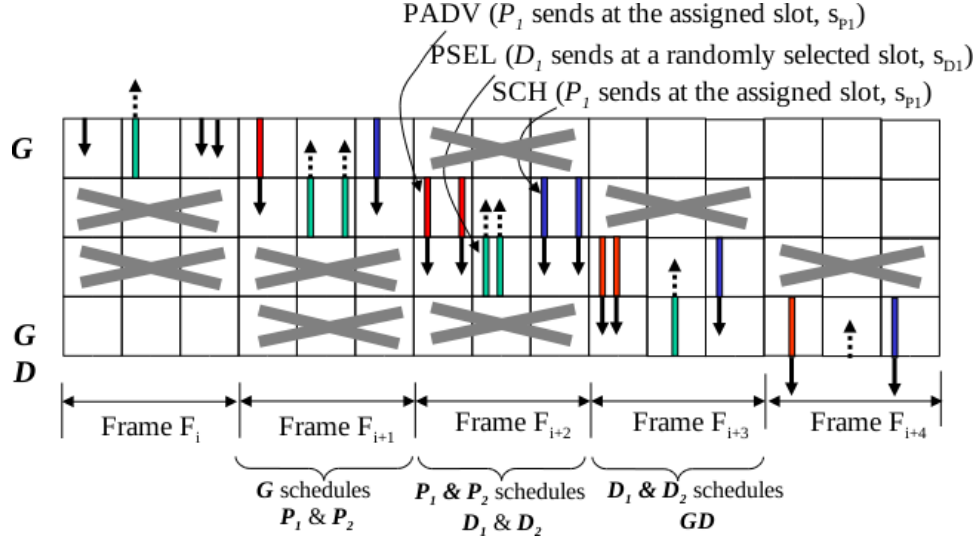 PADV (P1 sends at the assigned slot, sP1)
PSEL (D1 sends at a randomly selected slot, sD1)
SCH (P1 sends at the assigned slot, sP1)
G
G
D
Frame Fi
Frame Fi+1
Frame Fi+2
Frame Fi+3
Frame Fi+4
G schedules
P1 & P2
P1 & P2 schedules
D1 & D2
D1 & D2 schedules
GD